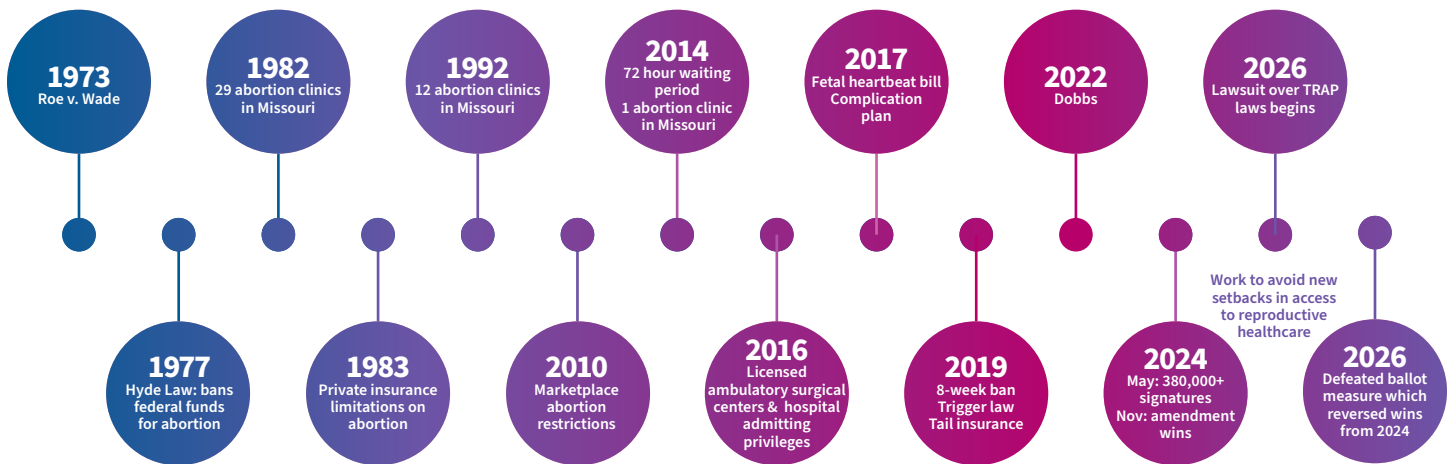 1973
Roe v. Wade
1977
Hyde Law: bans
federal funds
for abortion
1982
29 abortion clinics
in Missouri
1983
Private insurance
limitations on
abortion
1992
12 abortion clinics
in Missouri
2010
Marketplace
abortion
restrictions
2014
72 hour waiting
period
1 abortion clinic
in Missouri
2016
Licensed
ambulatory surgical
centers & hospital
admitting
privileges
2017
Fetal heartbeat bill
Complication
plan
2019
8-week ban
Trigger law
Tail insurance
2022
Dobbs
2024
May: 380,000+
signatures
Nov: amendment
wins
2026
Lawsuit over TRAP
laws begins
Work to avoid new
setbacks in access
to reproductive
healthcare
2026
Defeated ballot
measure which
reversed wins
from 2024